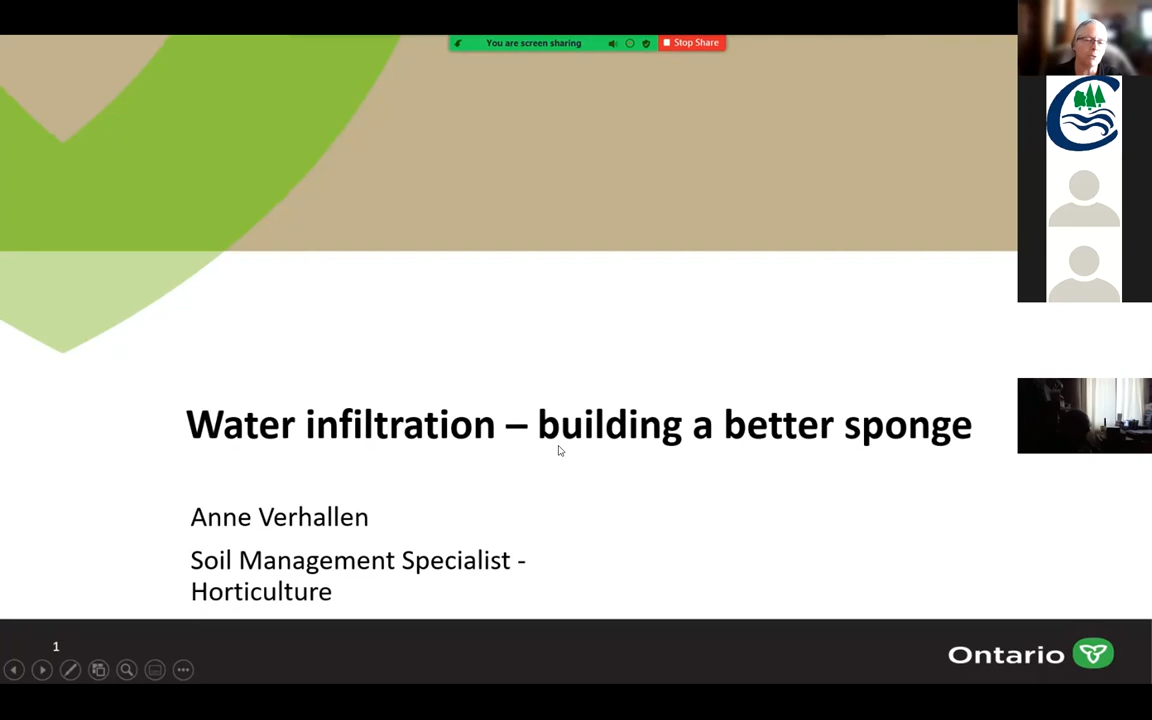 You are screen sharing
Stop Share
Water infiltration – building a better sponge
Anne Verhallen
Soil Management Specialist -
Horticulture
1
Ontario